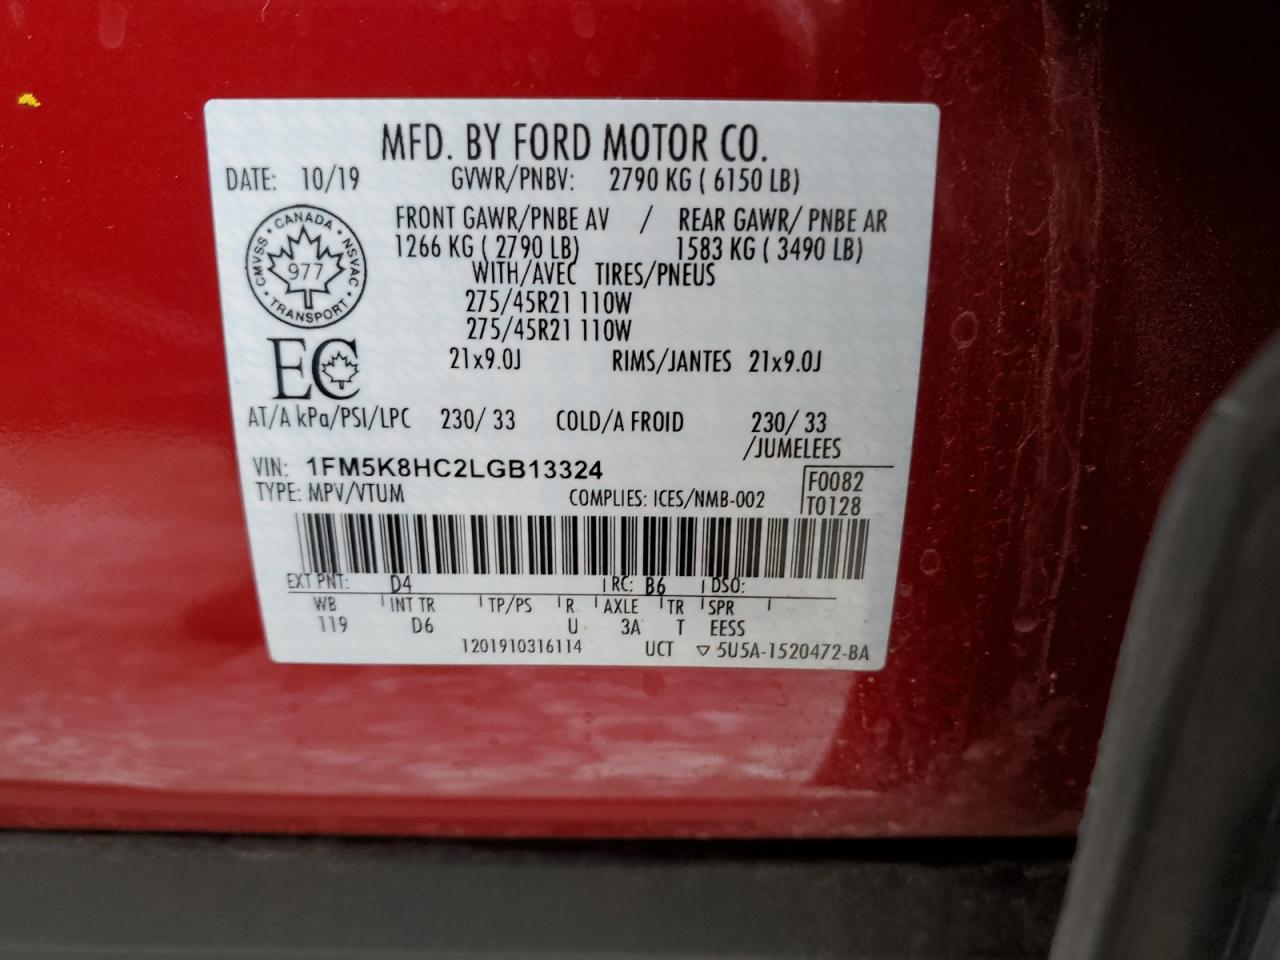 MFD. BY FORD MOTOR CO.
DATE: 10/19 GVWR/PNBV: 2790 KG ( 6150 LB)
FRONT GAWR/PNBE AV / REAR GAWR/ PNBE AR
1266 KG ( 2790 LB) 1583 KG ( 3490 LB)
WITH/AVEC TIRES/PNEUS
275/45R21 110W
275/45R21 110W
21x9.0J RIMS/JANTES 21x9.0J
CANADA
CMVSS 977 NSVAC
TRANSPORT
EC
AT/A kPa/PSI/LPC 230/ 33 COLD/A FROID 230/ 33
/JUMELEES
VIN: 1FM5K8HC2LGB13324
TYPE: MPV/VTUM COMPLIES: ICES/NMB-002
F0082
T0128
EXT PNT: D4 RC: B6 DSO:
WB INT TR TP/PS R AXLE TR SPR
119 D6 U 3A T EESS
1201910316114 UCT ▽ 5U5A-1520472-BA